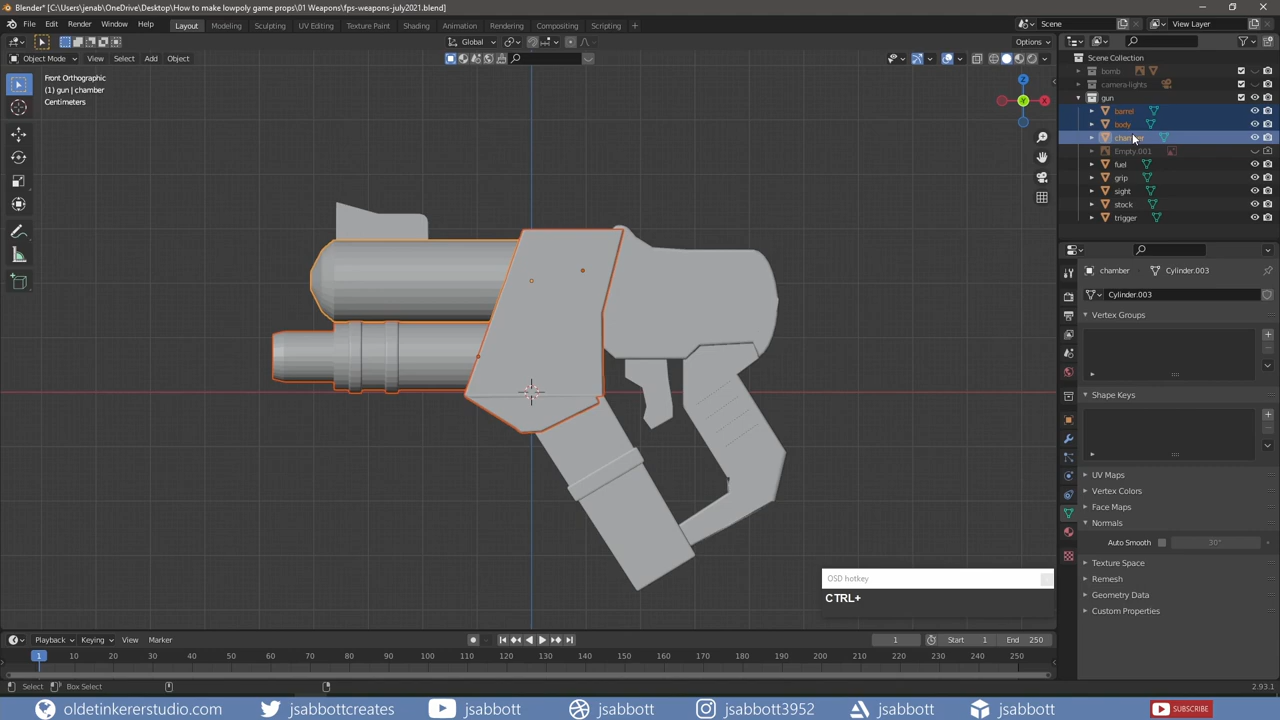 Blender* [C:\Users\jenab\OneDrive\Desktop\How to make lowpoly game props\01 Weapons\fps-weapons-july2021.blend]
File Edit Render Window Help Layout Modeling Sculpting UV Editing Texture Paint Shading Animation Rendering Compositing Scripting + Scene View Layer
Global Options
Object Mode View Select Add Object
Front Orthographic
(1) gun | chamber
Centimeters
Z
Y
X
Scene Collection
bomb
camera-lights
gun
barrel
body
chamber
Empty.001
fuel
grip
sight
stock
trigger
chamber Cylinder.003
Cylinder.003
Vertex Groups
Shape Keys
UV Maps
Vertex Colors
Face Maps
Normals
Auto Smooth 30°
Texture Space
Remesh
Geometry Data
Custom Properties
OSD hotkey
CTRL+
Playback Keying View Marker 1 Start 1 End 250
1 10 20 30 40 50 60 70 80 90 100 110 120 130 140 150 160 170 180 190 200 210 220 230 240 250
Select Box Select 2.93.1
oldetinkererstudio.com jsabbottcreates jsabbott jsabbott jsabbott3952 jsabbott jsabbott SUBSCRIBE